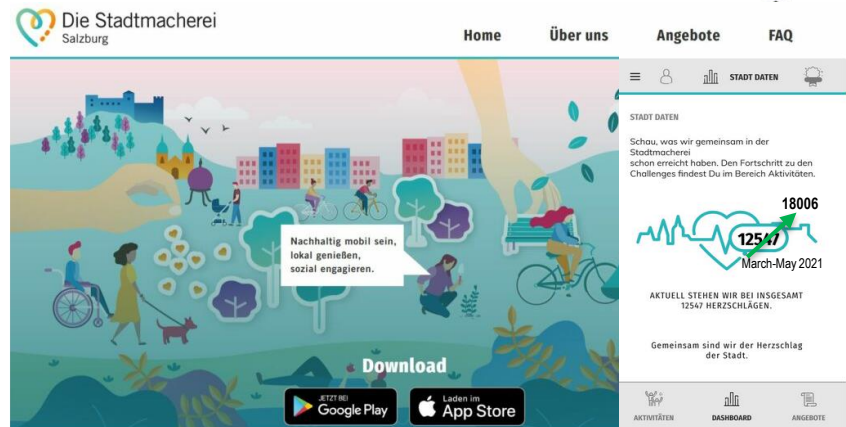 Die Stadtmacherei
Salzburg
Home Über uns Angebote FAQ
Nachhaltig mobil sein,
lokal genießen,
sozial engagieren.
Download
JETZT BEI
Google Play
Laden im
App Store
STADT DATEN
STADT DATEN
Schau, was wir gemeinsam in der
Stadtmacherei
schon erreicht haben. Den Fortschritt zu den
Challenges findest Du im Bereich Aktivitäten.
18006
12547
March-May 2021
AKTUELL STEHEN WIR BEI INSGESAMT
12547 HERZSCHLÄGEN.
Gemeinsam sind wir der Herzschlag
der Stadt.
AKTIVITÄTEN DASHBOARD ANGEBOTE